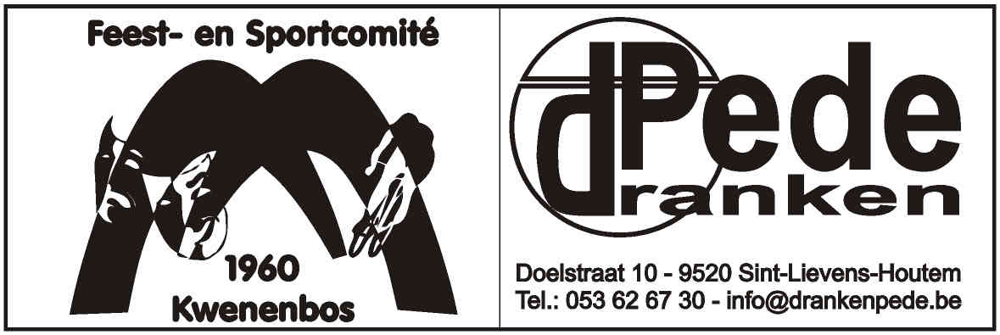 Feest- en Sportcomité
1960
Kwenenbos
Pede
dranken
Doelstraat 10 - 9520 Sint-Lievens-Houtem
Tel.: 053 62 67 30 - info@drankenpede.be